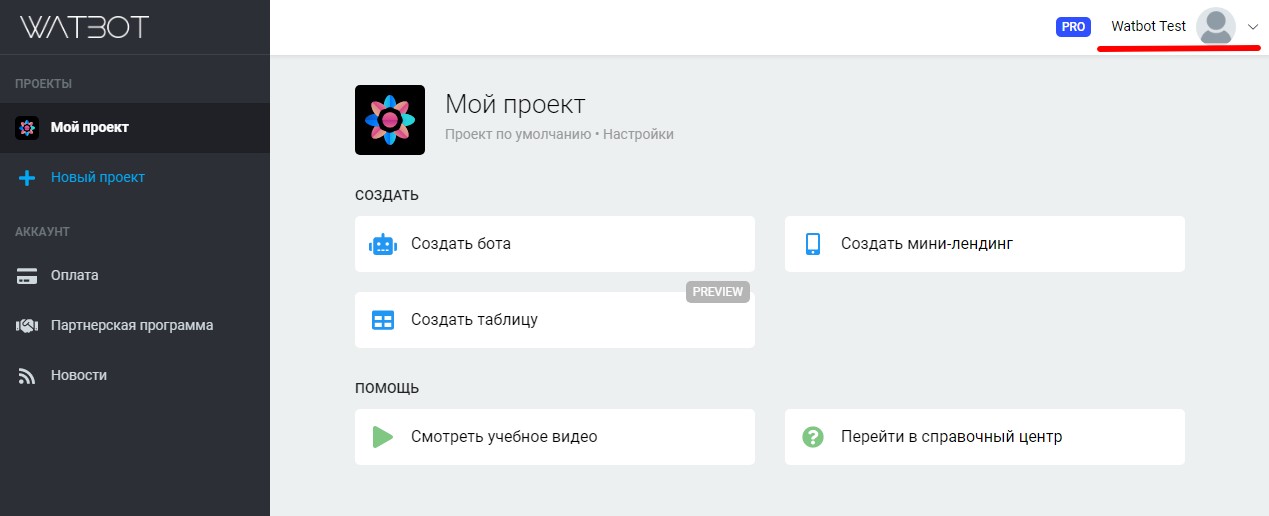 WATBOT
PRO
Watbot Test
ПРОЕКТЫ
Мой проект
Новый проект
АККАУНТ
Оплата
Партнерская программа
Новости
Мой проект
Проект по умолчанию • Настройки
СОЗДАТЬ
Создать бота
Создать мини-лендинг
PREVIEW
Создать таблицу
ПОМОЩЬ
Смотреть учебное видео
Перейти в справочный центр